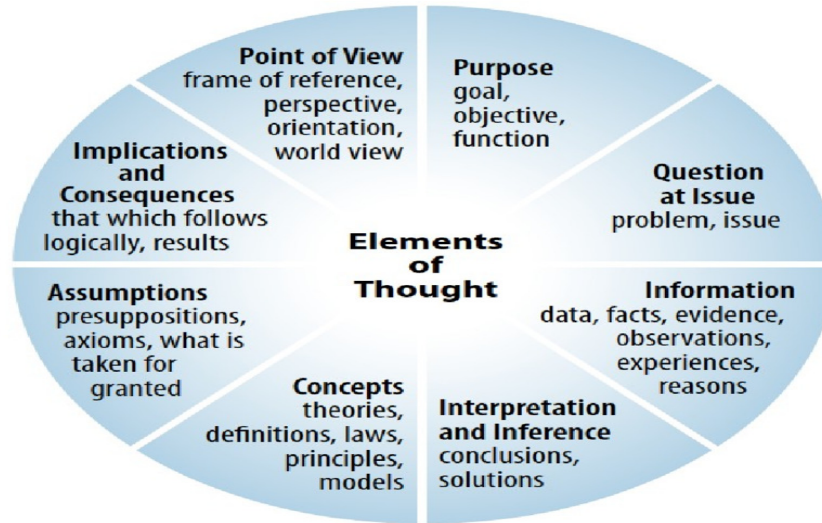 Point of View
frame of reference,
perspective,
orientation,
world view
Purpose
goal,
objective,
function
Question
at Issue
problem, issue
Information
data, facts, evidence,
observations,
experiences,
reasons
Interpretation
and Inference
conclusions,
solutions
Concepts
theories,
definitions, laws,
principles,
models
Assumptions
presuppositions,
axioms, what is
taken for
granted
Implications
and
Consequences
that which follows
logically, results
Elements
of
Thought